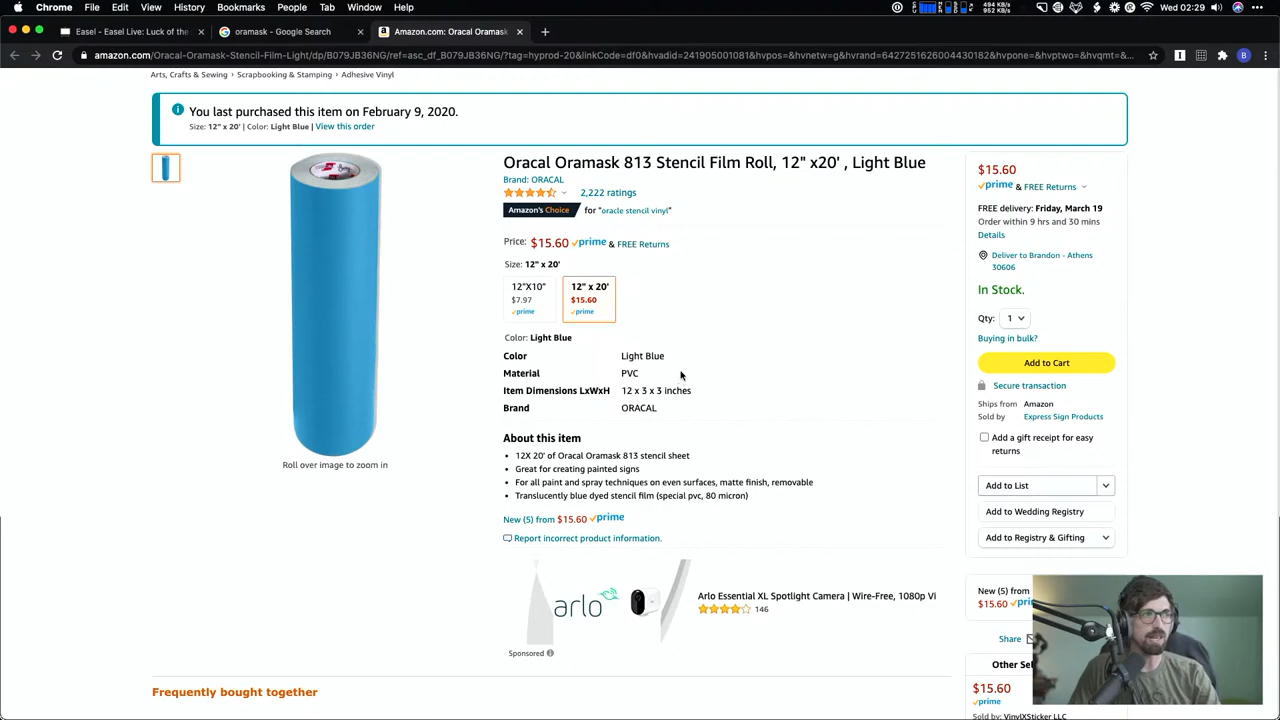 Chrome File Edit View History Bookmarks People Tab Window Help
494 KB/s
952 KB/s
Wed 02:29
Easel - Easel Live: Luck of the
oramask - Google Search
Amazon.com: Oracal Oramask
amazon.com/Oracal-Oramask-Stencil-Film-Light/dp/B079JB36NG/ref=asc_df_B079JB36NG/?tag=hyprod-20&linkCode=df0&hvadid=241905001081&hvpos=&hvnetw=g&hvrand=6427251626004430182&hvpone=&hvptwo=&hvqmt=&...
B
Arts, Crafts & Sewing › Scrapbooking & Stamping › Adhesive Vinyl
You last purchased this item on February 9, 2020.
Size: 12" x 20' | Color: Light Blue | View this order
Oracal Oramask 813 Stencil Film Roll, 12" x20' , Light Blue
Brand: ORACAL
2,222 ratings
Amazon's Choice for "oracle stencil vinyl"
Price: $15.60 prime & FREE Returns
Size: 12" x 20'
12"X10"
$7.97
prime
12" x 20'
$15.60
prime
Color: Light Blue
Color Light Blue
Material PVC
Item Dimensions LxWxH 12 x 3 x 3 inches
Brand ORACAL
About this item
• 12X 20' of Oracal Oramask 813 stencil sheet
• Great for creating painted signs
• For all paint and spray techniques on even surfaces, matte finish, removable
• Translucently blue dyed stencil film (special pvc, 80 micron)
New (5) from $15.60 prime
Report incorrect product information.
Roll over image to zoom in
arlo
Arlo Essential XL Spotlight Camera | Wire-Free, 1080p Vi
146
Sponsored
Frequently bought together
$15.60
prime & FREE Returns
FREE delivery: Friday, March 19
Order within 9 hrs and 30 mins
Details
Deliver to Brandon - Athens
30606
In Stock.
Qty: 1
Buying in bulk?
Add to Cart
Secure transaction
Ships from Amazon
Sold by Express Sign Products
Add a gift receipt for easy
returns
Add to List
Add to Wedding Registry
Add to Registry & Gifting
New (5) from
$15.60
Share
Other Sel
$15.60
prime
Sold by: VinylXSticker LLC